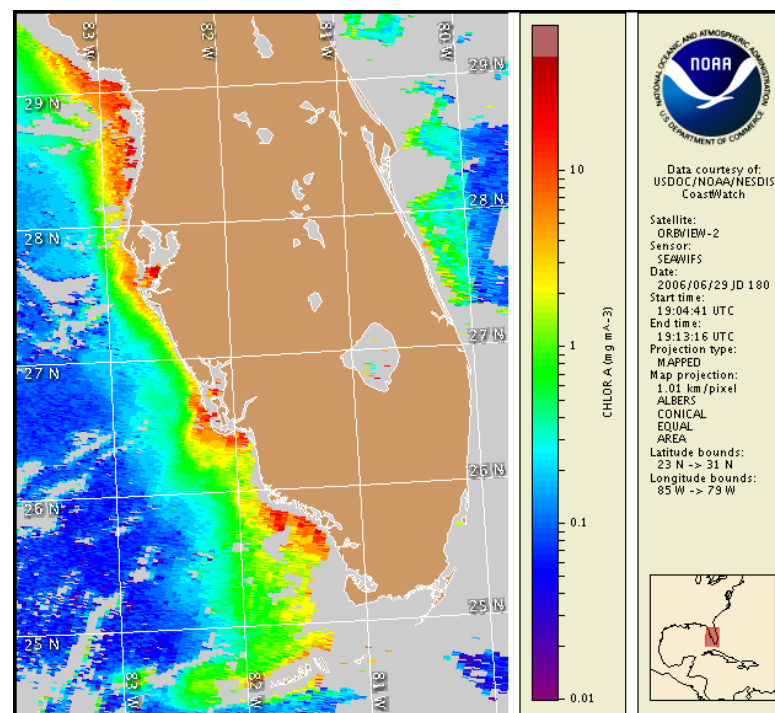 83 W
82 W
81 W
80 W
29 N
29 N
28 N
28 N
27 N
27 N
26 N
26 N
25 N
25 N
83 W
82 W
81 W
10
1
0.1
0.01
CHLOR A (mg m^-3)
NATIONAL OCEANIC AND ATMOSPHERIC ADMINISTRATION
NOAA
U.S. DEPARTMENT OF COMMERCE
Data courtesy of:
USDOC/NOAA/NESDIS
CoastWatch
Satellite:
ORBVIEW-2
Sensor:
SEAWIFS
Date:
2006/06/29 JD 180
Start time:
19:04:41 UTC
End time:
19:13:16 UTC
Projection type:
MAPPED
Map projection:
1.01 km/pixel
ALBERS
CONICAL
EQUAL
AREA
Latitude bounds:
23 N -> 31 N
Longitude bounds:
85 W -> 79 W